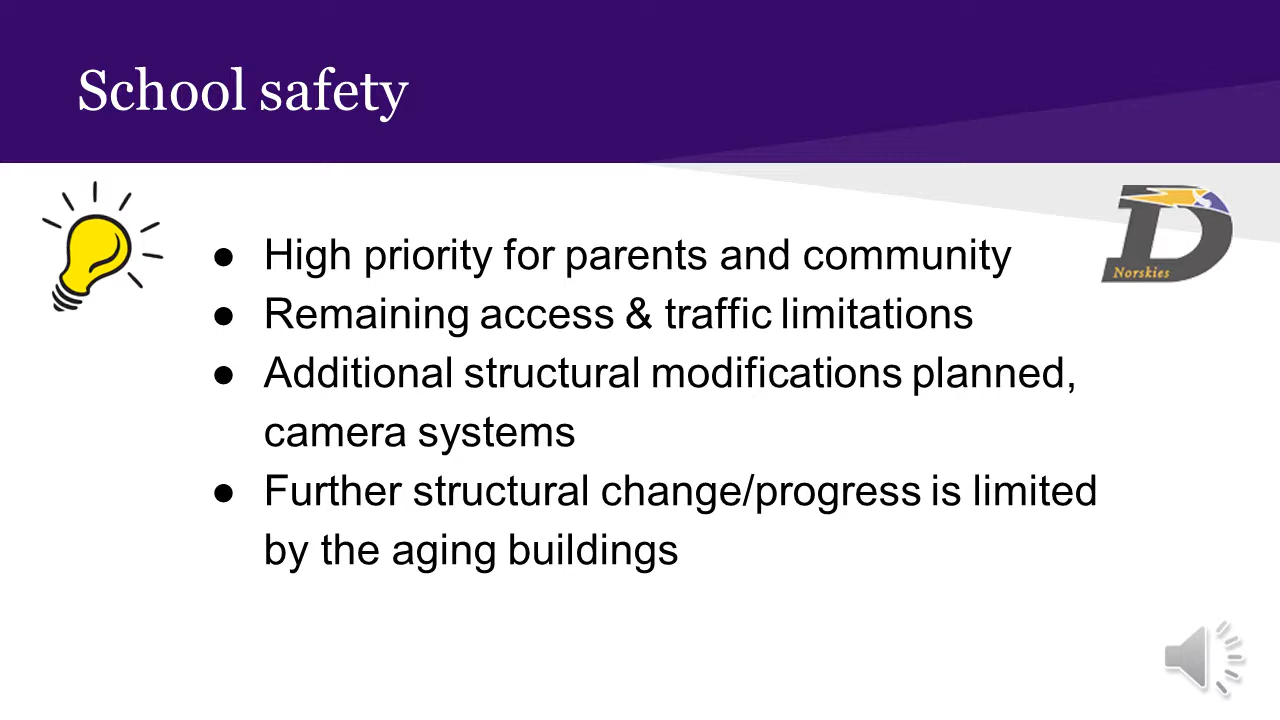 School safety
Norskies
● High priority for parents and community
● Remaining access & traffic limitations
● Additional structural modifications planned,
camera systems
● Further structural change/progress is limited
by the aging buildings